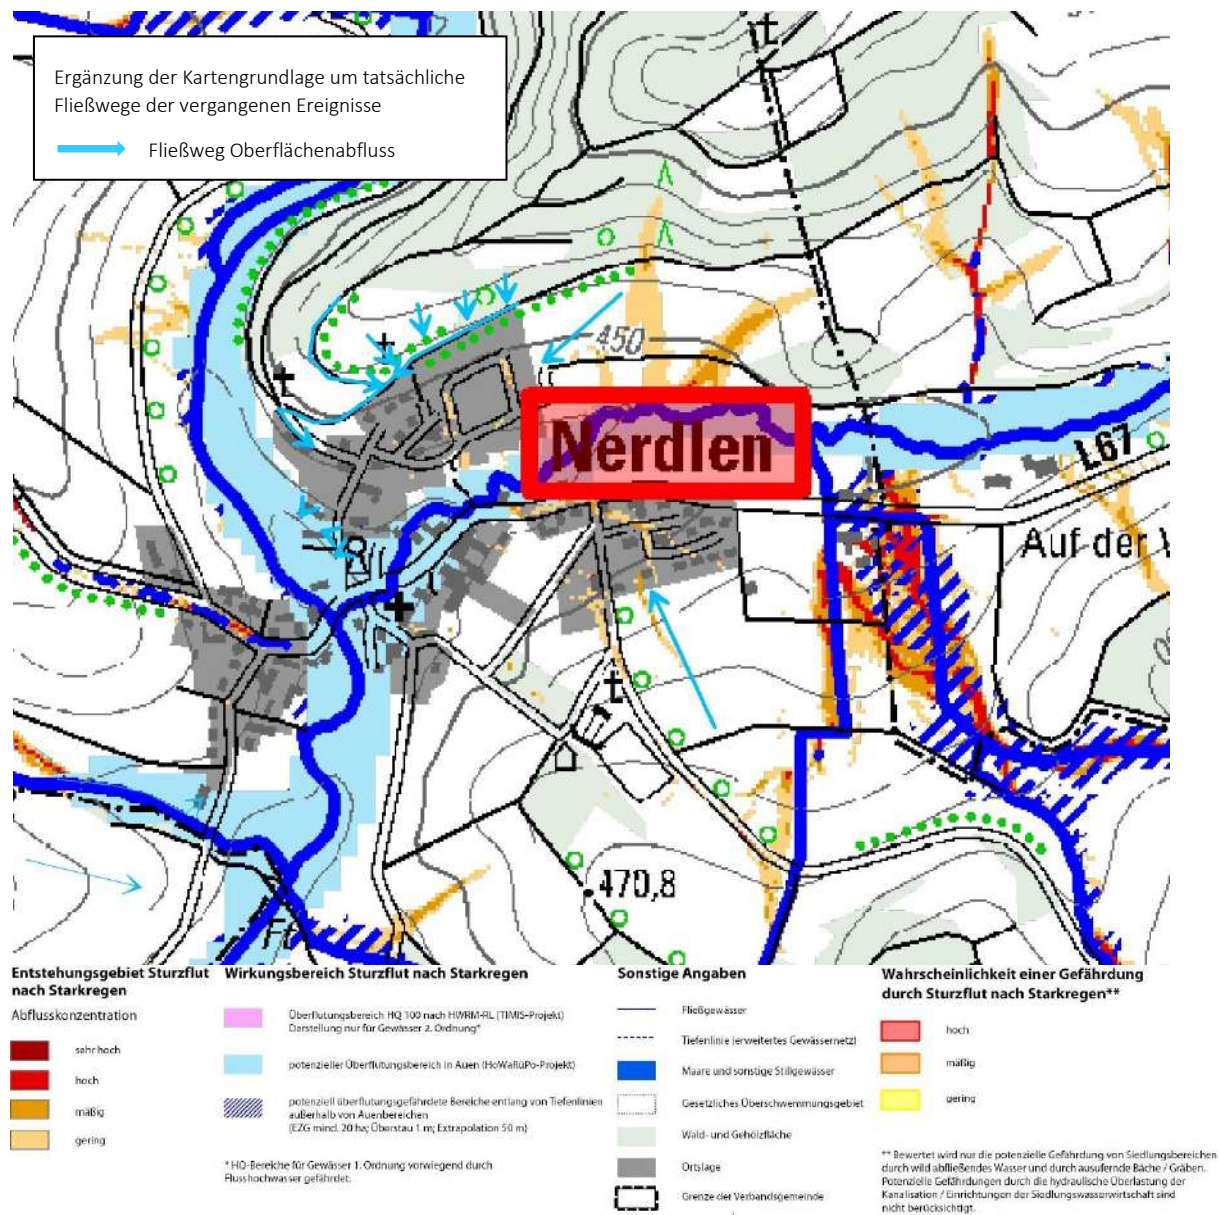 Ergänzung der Kartengrundlage um tatsächliche
Fließwege der vergangenen Ereignisse
Fließweg Oberflächenabfluss
450
Nerdlen
L67
Auf der
470,8
Entstehungsgebiet Sturzflut
nach Starkregen
Abflusskonzentration
sehr hoch
hoch
mäßig
gering
Wirkungsbereich Sturzflut nach Starkregen
Überflutungsbereich HQ 100 nach HWRM-RL (TIMIS-Projekt)
Darstellung nur für Gewässer 2. Ordnung*
potenzieller Überflutungsbereich in Auen (HoWaRüPo-Projekt)
potenziell überflutungsgefährdete Bereiche entlang von Tiefenlinien
außerhalb von Auenbereichen
(EZG mind. 20 ha; Überstau 1 m; Extrapolation 50 m)
* HQ-Bereiche für Gewässer 1. Ordnung vorwiegend durch
Flusshochwasser gefährdet.
Sonstige Angaben
Fließgewässer
Tiefenlinie (erweitertes Gewässernetz)
Maare und sonstige Stillgewässer
Gesetzliches Überschwemmungsgebiet
Wald- und Gehölzfläche
Ortslage
Grenze der Verbandsgemeinde
Wahrscheinlichkeit einer Gefährdung
durch Sturzflut nach Starkregen**
hoch
mäßig
gering
** Bewertet wird nur die potenzielle Gefährdung von Siedlungsbereichen
durch wild abfließendes Wasser und durch ausufernde Bäche / Gräben.
Potenzielle Gefährdungen durch die hydraulische Überlastung der
Kanalisation / Einrichtungen der Siedlungswasserwirtschaft sind
nicht berücksichtigt.